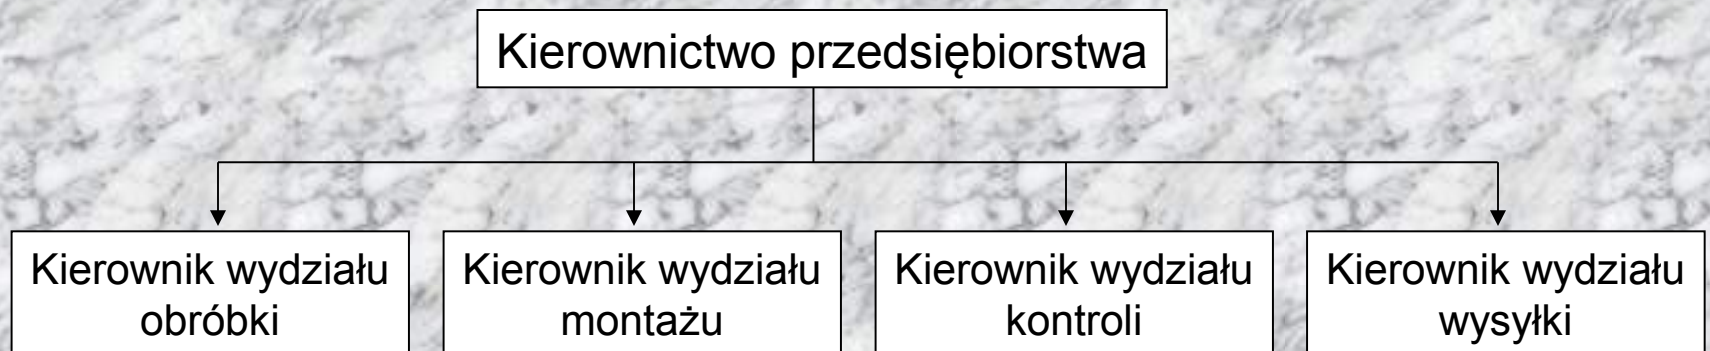 Kierownictwo przedsiębiorstwa
Kierownik wydziału
obróbki
Kierownik wydziału
montażu
Kierownik wydziału
kontroli
Kierownik wydziału
wysyłki